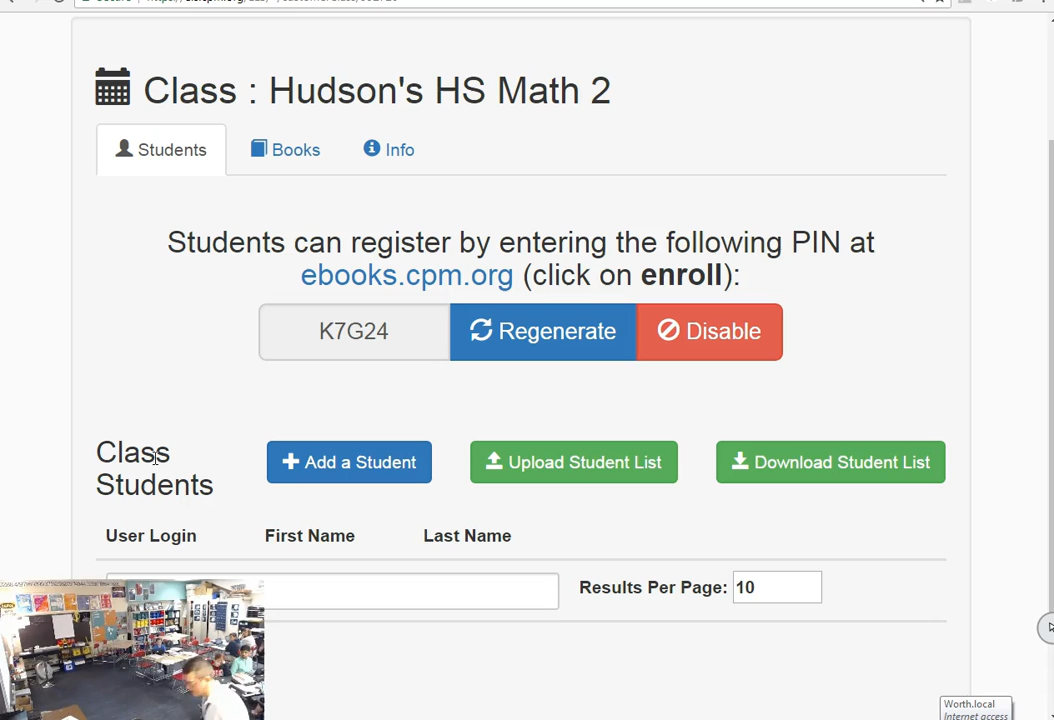 Class : Hudson's HS Math 2
Students Books Info
Students can register by entering the following PIN at
ebooks.cpm.org (click on enroll):
K7G24 Regenerate Disable
Class
Students
Add a Student Upload Student List Download Student List
User Login First Name Last Name
Results Per Page: 10
Worth.local
Internet access